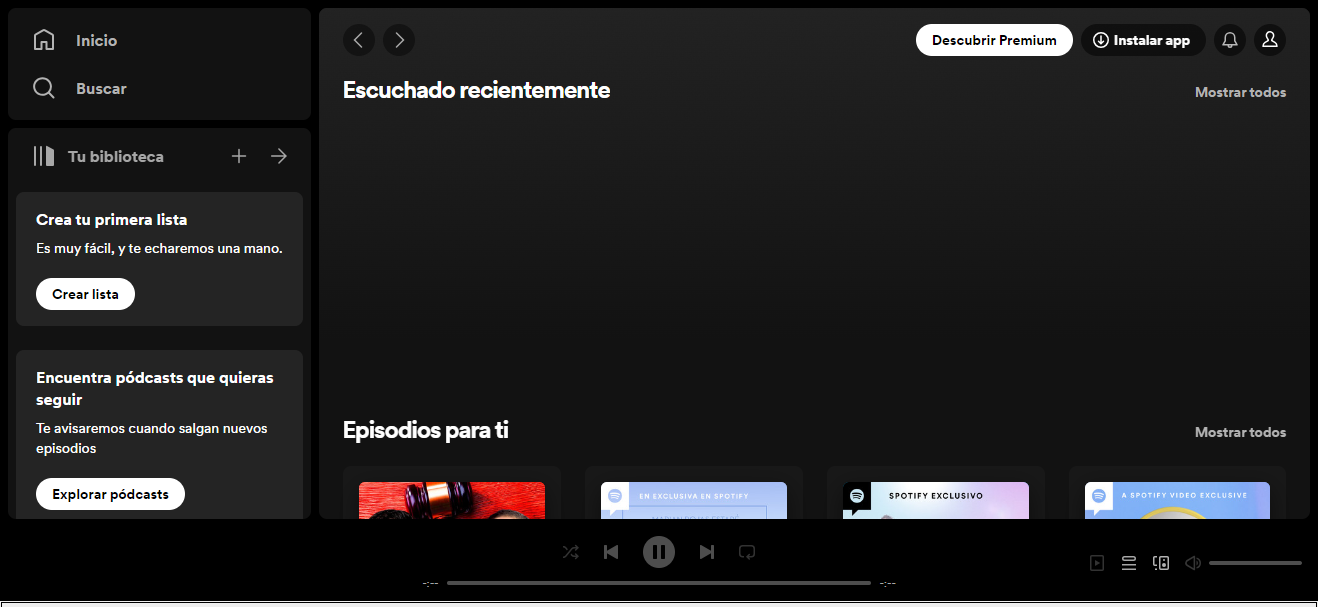 Inicio
Buscar
Tu biblioteca
Crea tu primera lista
Es muy fácil, y te echaremos una mano.
Crear lista
Encuentra pódcasts que quieras
seguir
Te avisaremos cuando salgan nuevos
episodios
Explorar pódcasts
Descubrir Premium
Instalar app
Escuchado recientemente
Mostrar todos
Episodios para ti
Mostrar todos
EN EXCLUSIVA EN SPOTIFY
SPOTIFY EXCLUSIVO
A SPOTIFY VIDEO EXCLUSIVE
-:--
-:--